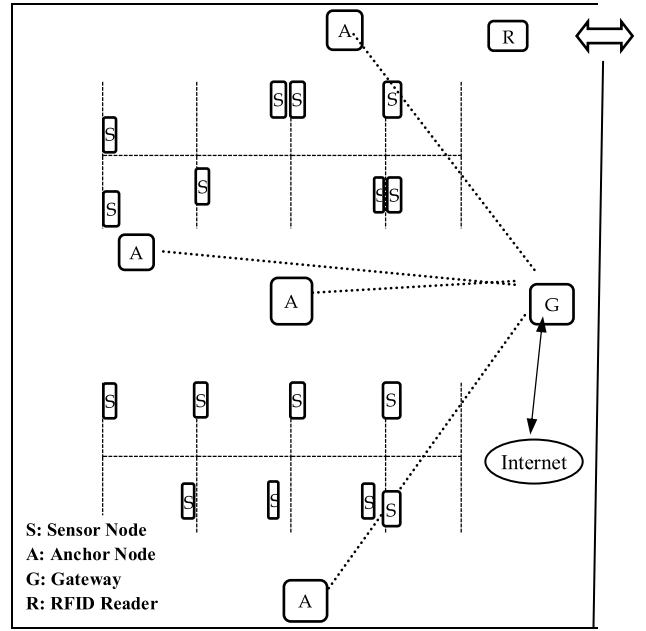 A
R
S S S
S
S S S
S
A
A
G
S S S S
Internet
S S S S
S: Sensor Node
A: Anchor Node
G: Gateway
R: RFID Reader
A